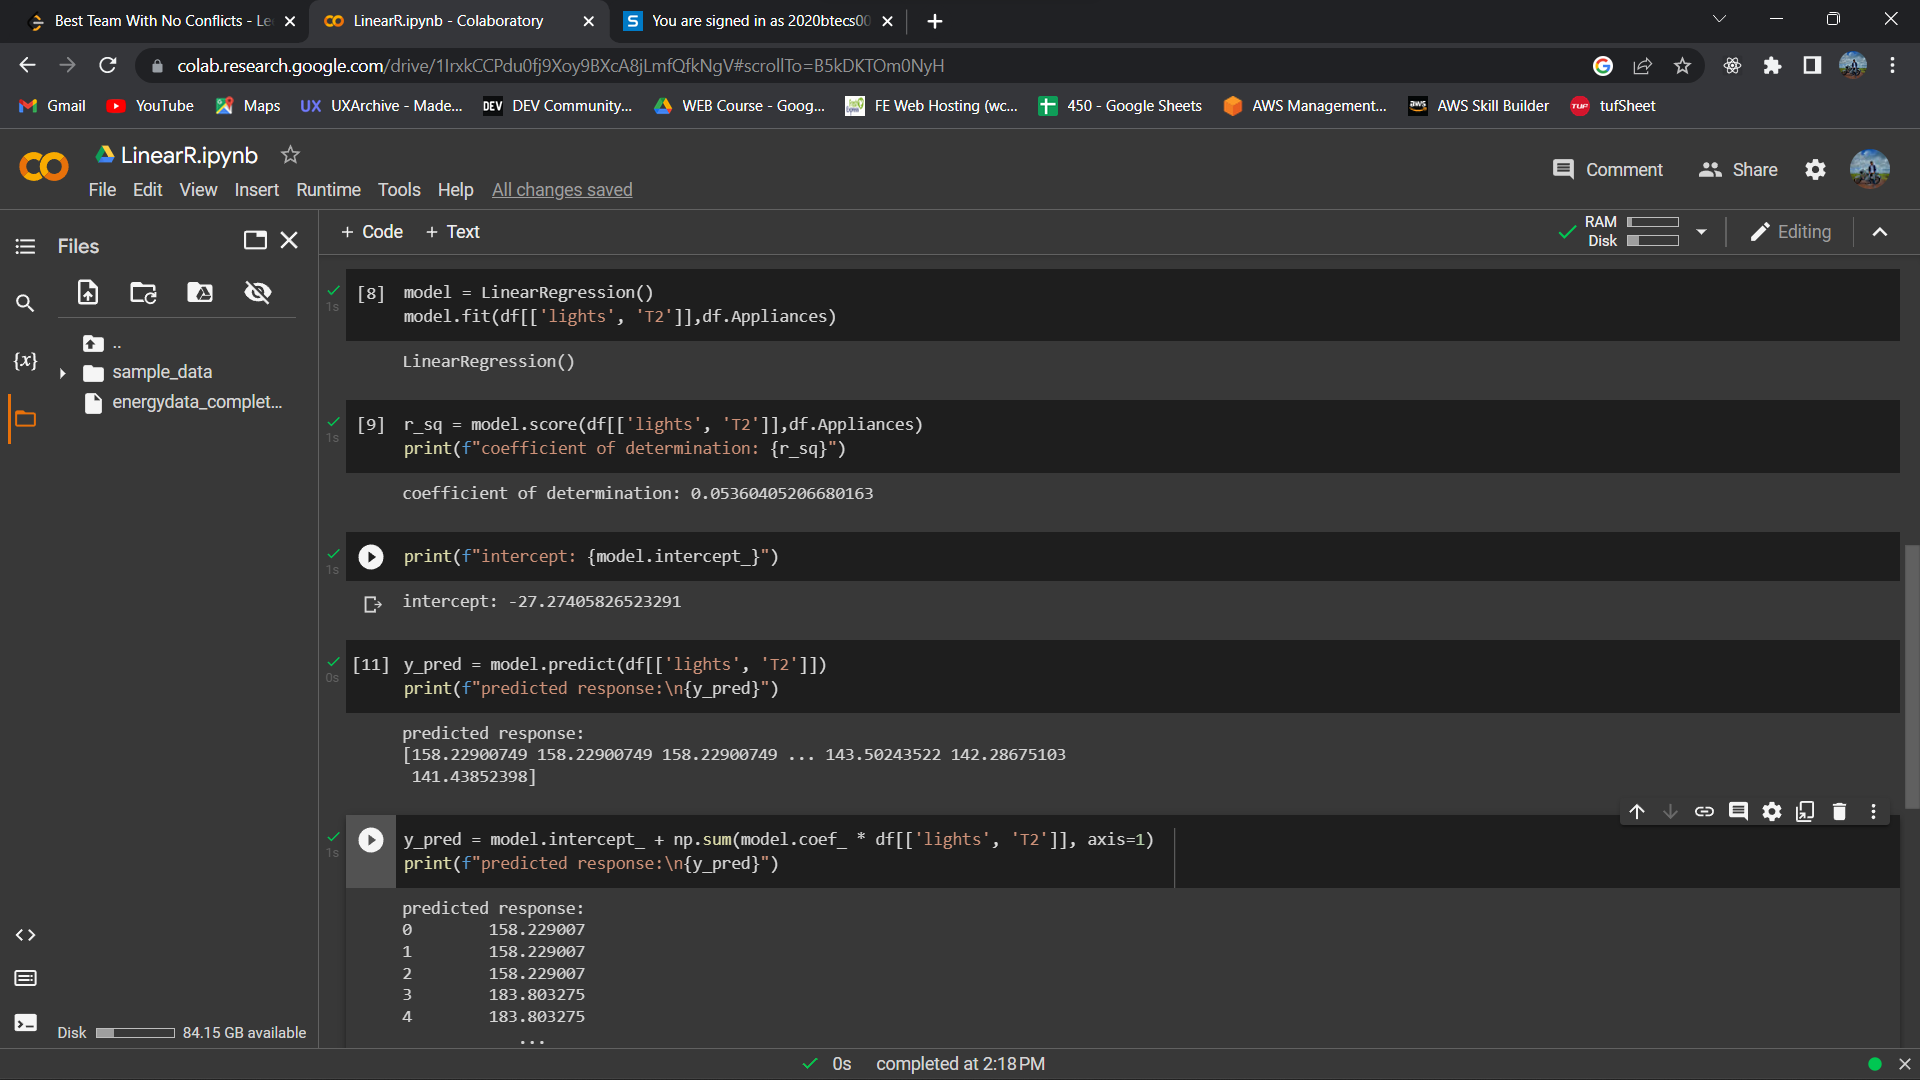 Best Team With No Conflicts - Le
LinearR.ipynb - Colaboratory
You are signed in as 2020btecs00
colab.research.google.com/drive/1IrxkCCPdu0fj9Xoy9BXcA8jLmfQfkNgV#scrollTo=B5kDKTOm0NyH
Gmail
YouTube
Maps
UX UXArchive - Made...
DEV DEV Community...
WEB Course - Goog...
FE Web Hosting (wc...
450 - Google Sheets
AWS Management...
aws AWS Skill Builder
TUF tufSheet
LinearR.ipynb
Comment
Share
File Edit View Insert Runtime Tools Help All changes saved
Files
+ Code + Text
RAM
Disk
Editing
..
sample_data
energydata_complet...
1s
[8] model = LinearRegression()
model.fit(df[['lights', 'T2']],df.Appliances)
LinearRegression()
1s
[9] r_sq = model.score(df[['lights', 'T2']],df.Appliances)
print(f"coefficient of determination: {r_sq}")
coefficient of determination: 0.05360405206680163
1s
print(f"intercept: {model.intercept_}")
intercept: -27.27405826523291
0s
[11] y_pred = model.predict(df[['lights', 'T2']])
print(f"predicted response:\n{y_pred}")
predicted response:
[158.22900749 158.22900749 158.22900749 ... 143.50243522 142.28675103
141.43852398]
1s
y_pred = model.intercept_ + np.sum(model.coef_ * df[['lights', 'T2']], axis=1)
print(f"predicted response:\n{y_pred}")
predicted response:
0 158.229007
1 158.229007
2 158.229007
3 183.803275
4 183.803275
...
Disk 84.15 GB available
0s completed at 2:18 PM